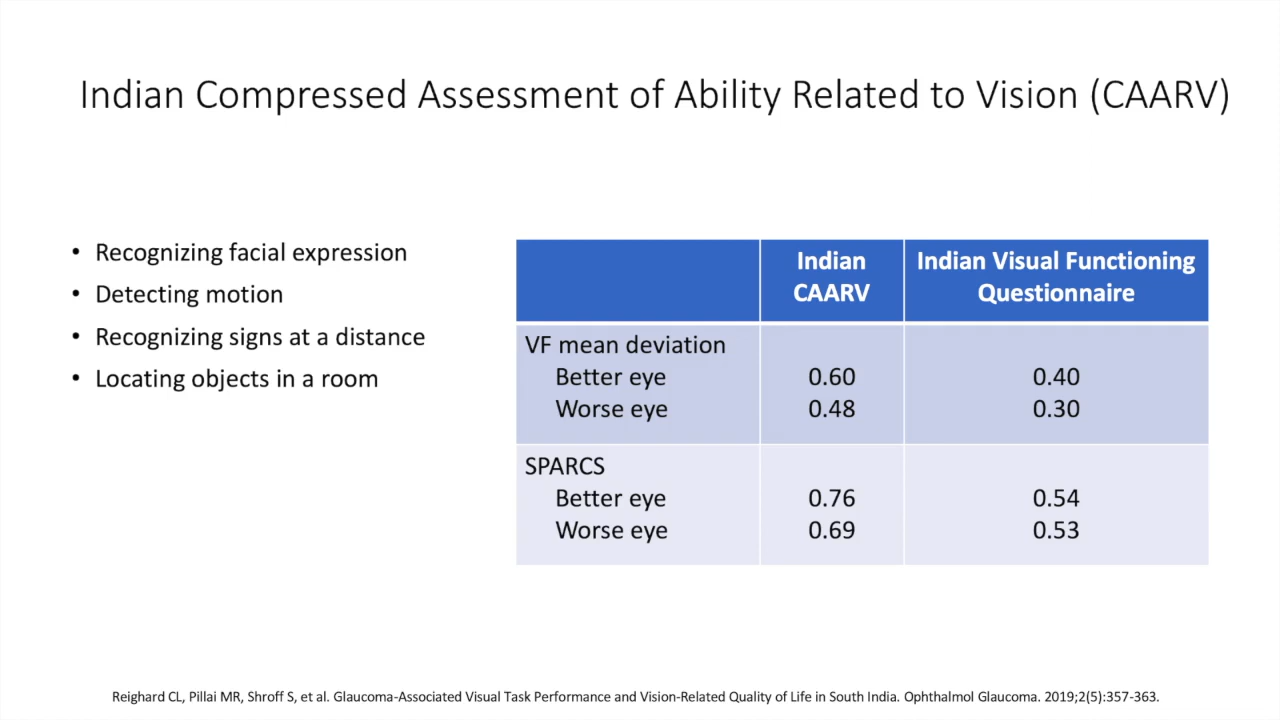 Indian Compressed Assessment of Ability Related to Vision (CAARV)
• Recognizing facial expression
• Detecting motion
• Recognizing signs at a distance
• Locating objects in a room
Indian CAARV
Indian Visual Functioning Questionnaire
VF mean deviation
Better eye 0.60 0.40
Worse eye 0.48 0.30
SPARCS
Better eye 0.76 0.54
Worse eye 0.69 0.53
Reighard CL, Pillai MR, Shroff S, et al. Glaucoma-Associated Visual Task Performance and Vision-Related Quality of Life in South India. Ophthalmol Glaucoma. 2019;2(5):357-363.